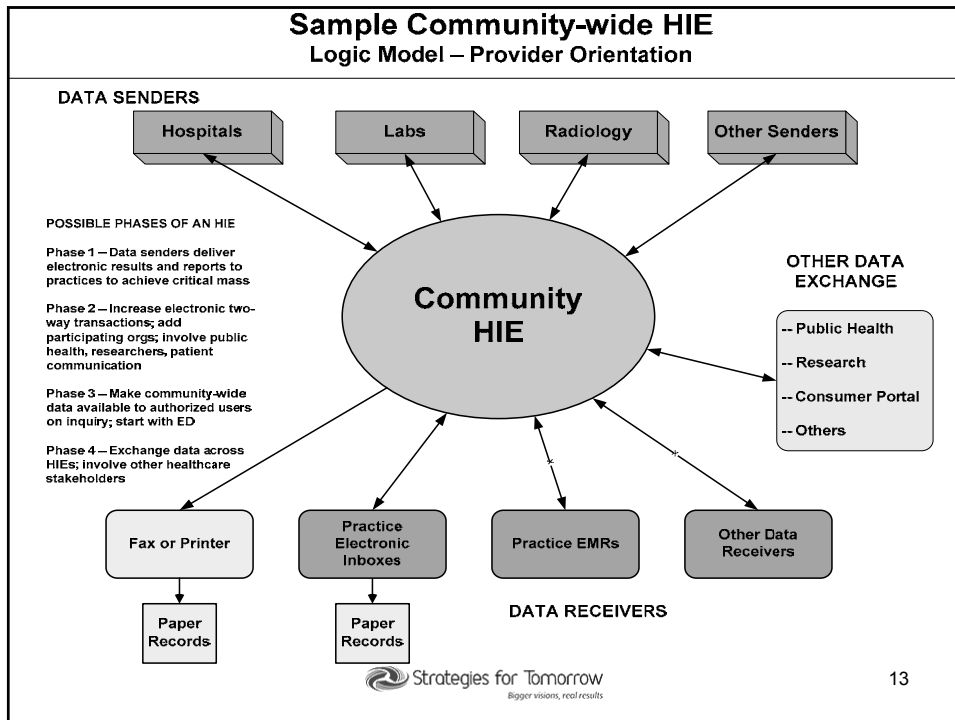 Sample Community-wide HIE
Logic Model – Provider Orientation
DATA SENDERS
Hospitals
Labs
Radiology
Other Senders
POSSIBLE PHASES OF AN HIE
Phase 1 – Data senders deliver
electronic results and reports to
practices to achieve critical mass
Phase 2 – Increase electronic two-
way transactions; add
participating orgs; involve public
health, researchers, patient
communication
Phase 3 – Make community-wide
data available to authorized users
on inquiry; start with ED
Phase 4 – Exchange data across
HIEs; involve other healthcare
stakeholders
Community
HIE
OTHER DATA
EXCHANGE
-- Public Health
-- Research
-- Consumer Portal
-- Others
Fax or Printer
Practice
Electronic
Inboxes
Practice EMRs
Other Data
Receivers
Paper
Records
Paper
Records
DATA RECEIVERS
Strategies for Tomorrow
Bigger visions, real results
13